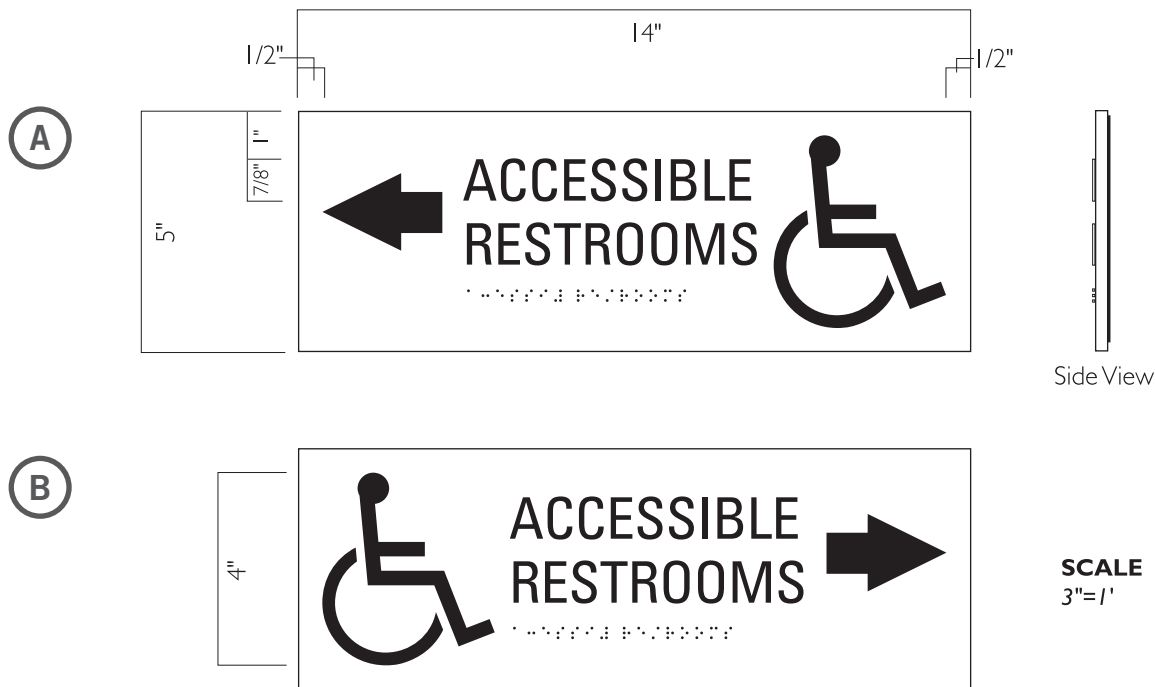 14"
1/2"
1/2"
A
1"
7/8"
5"
ACCESSIBLE
RESTROOMS
Side View
B
4"
ACCESSIBLE
RESTROOMS
SCALE
3"=1'